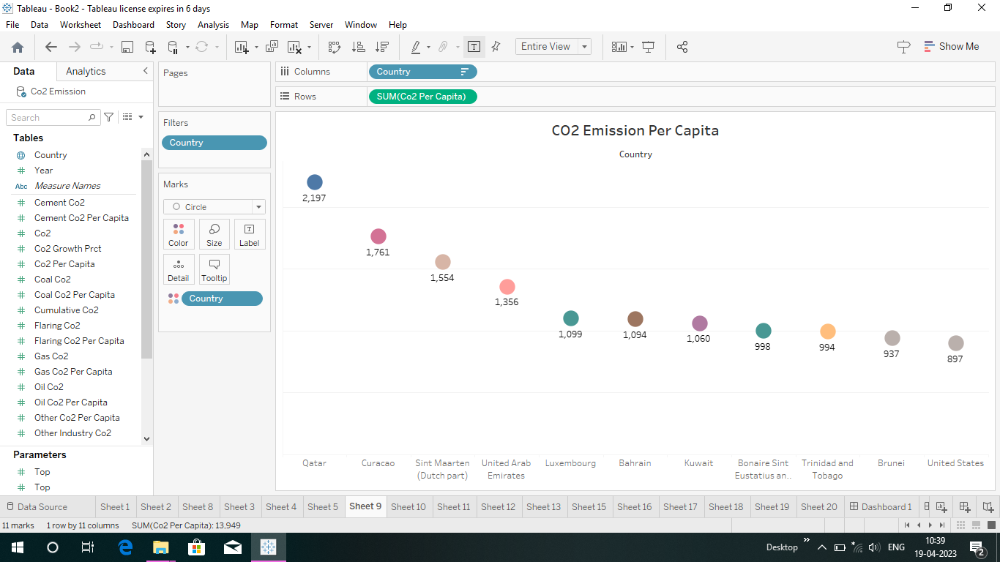 Tableau - Book2 - Tableau license expires in 6 days
File Data Worksheet Dashboard Story Analysis Map Format Server Window Help
Entire View
Show Me
Data Analytics
Co2 Emission
Search
Tables
Country
Year
Abc Measure Names
Cement Co2
Cement Co2 Per Capita
Co2
Co2 Growth Prct
Co2 Per Capita
Coal Co2
Coal Co2 Per Capita
Cumulative Co2
Flaring Co2
Flaring Co2 Per Capita
Gas Co2
Gas Co2 Per Capita
Oil Co2
Oil Co2 Per Capita
Other Co2 Per Capita
Other Industry Co2
Parameters
Top
Top
Pages
Filters
Country
Marks
Circle
Color Size Label
Detail Tooltip
Country
Columns Country
Rows SUM(Co2 Per Capita)
CO2 Emission Per Capita
Country
2,197
1,761
1,554
1,356
1,099
1,094
1,060
998
994
937
897
Qatar
Curacao
Sint Maarten
(Dutch part)
United Arab
Emirates
Luxembourg
Bahrain
Kuwait
Bonaire Sint
Eustatius an..
Trinidad and
Tobago
Brunei
United States
Data Source Sheet 1 Sheet 2 Sheet 8 Sheet 3 Sheet 4 Sheet 5 Sheet 9 Sheet 10 Sheet 11 Sheet 12 Sheet 13 Sheet 15 Sheet 16 Sheet 17 Sheet 18 Sheet 19 Sheet 20 Dashboard 1
11 marks 1 row by 11 columns SUM(Co2 Per Capita): 13,949
Desktop ENG 10:39
19-04-2023 2